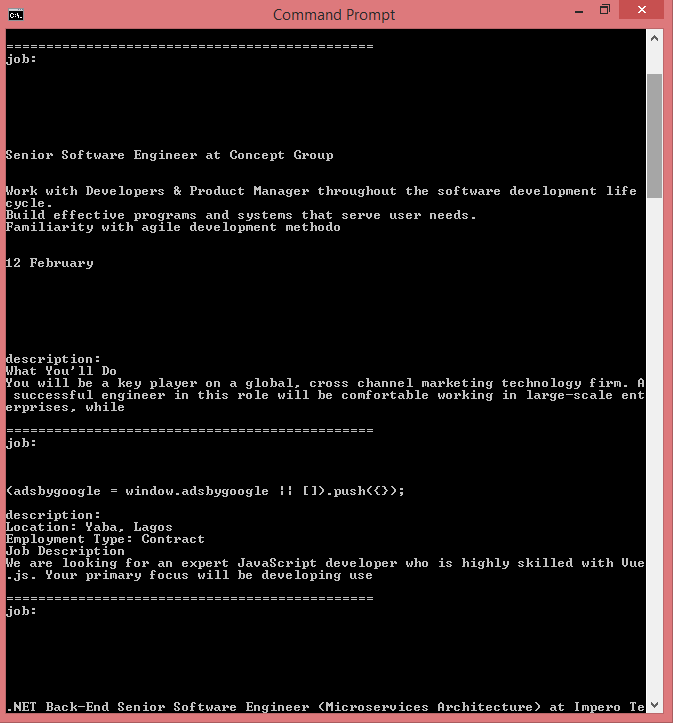 Command Prompt
==============================================
job:
Senior Software Engineer at Concept Group
Work with Developers & Product Manager throughout the software development life
cycle.
Build effective programs and systems that serve user needs.
Familiarity with agile development methodo
12 February
description:
What You'll Do
You will be a key player on a global, cross channel marketing technology firm. A
 successful engineer in this role will be comfortable working in large-scale ent
erprises, while
==============================================
job:
(adsbygoogle = window.adsbygoogle || []).push({});
description:
Location: Yaba, Lagos
Employment Type: Contract
Job Description
We are looking for an expert JavaScript developer who is highly skilled with Vue
.js. Your primary focus will be developing use
==============================================
job:
.NET Back-End Senior Software Engineer (Microservices Architecture) at Impero Te